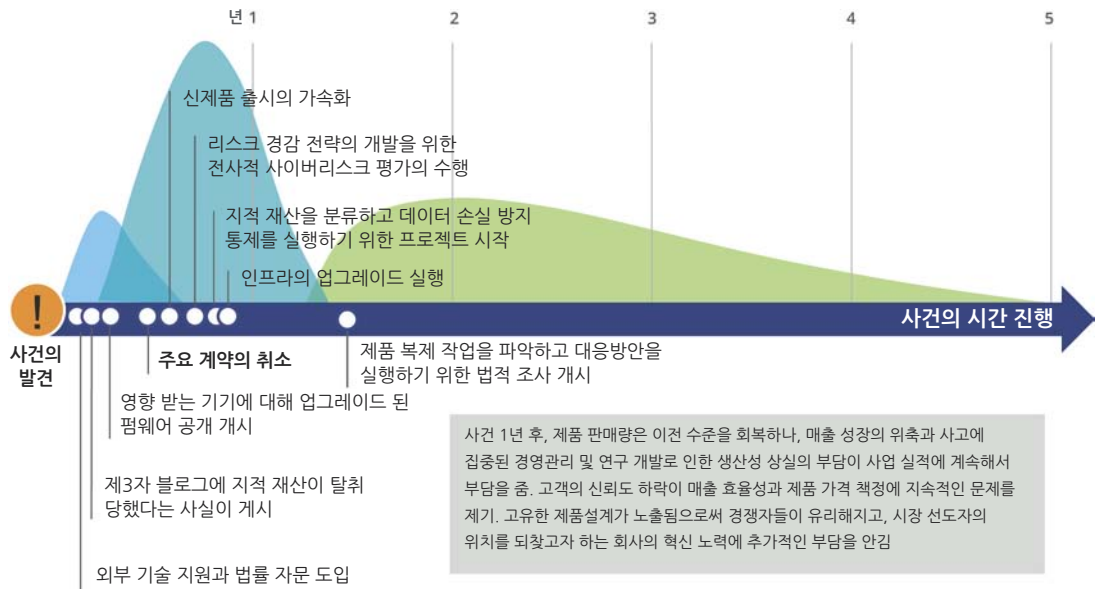 년 1 2 3 4 5
신제품 출시의 가속화
리스크 경감 전략의 개발을 위한
전사적 사이버리스크 평가의 수행
지적 재산을 분류하고 데이터 손실 방지
통제를 실행하기 위한 프로젝트 시작
인프라의 업그레이드 실행
!
사건의 시간 진행
사건의
발견
주요 계약의 취소
제품 복제 작업을 파악하고 대응방안을
실행하기 위한 법적 조사 개시
영향 받는 기기에 대해 업그레이드 된
펌웨어 공개 개시
제3자 블로그에 지적 재산이 탈취
당했다는 사실이 게시
외부 기술 지원과 법률 자문 도입
사건 1년 후, 제품 판매량은 이전 수준을 회복하나, 매출 성장의 위축과 사고에
집중된 경영관리 및 연구 개발로 인한 생산성 상실의 부담이 사업 실적에 계속해서
부담을 줌. 고객의 신뢰도 하락이 매출 효율성과 제품 가격 책정에 지속적인 문제를
제기. 고유한 제품설계가 노출됨으로써 경쟁자들이 유리해지고, 시장 선도자의
위치를 되찾고자 하는 회사의 혁신 노력에 추가적인 부담을 안김